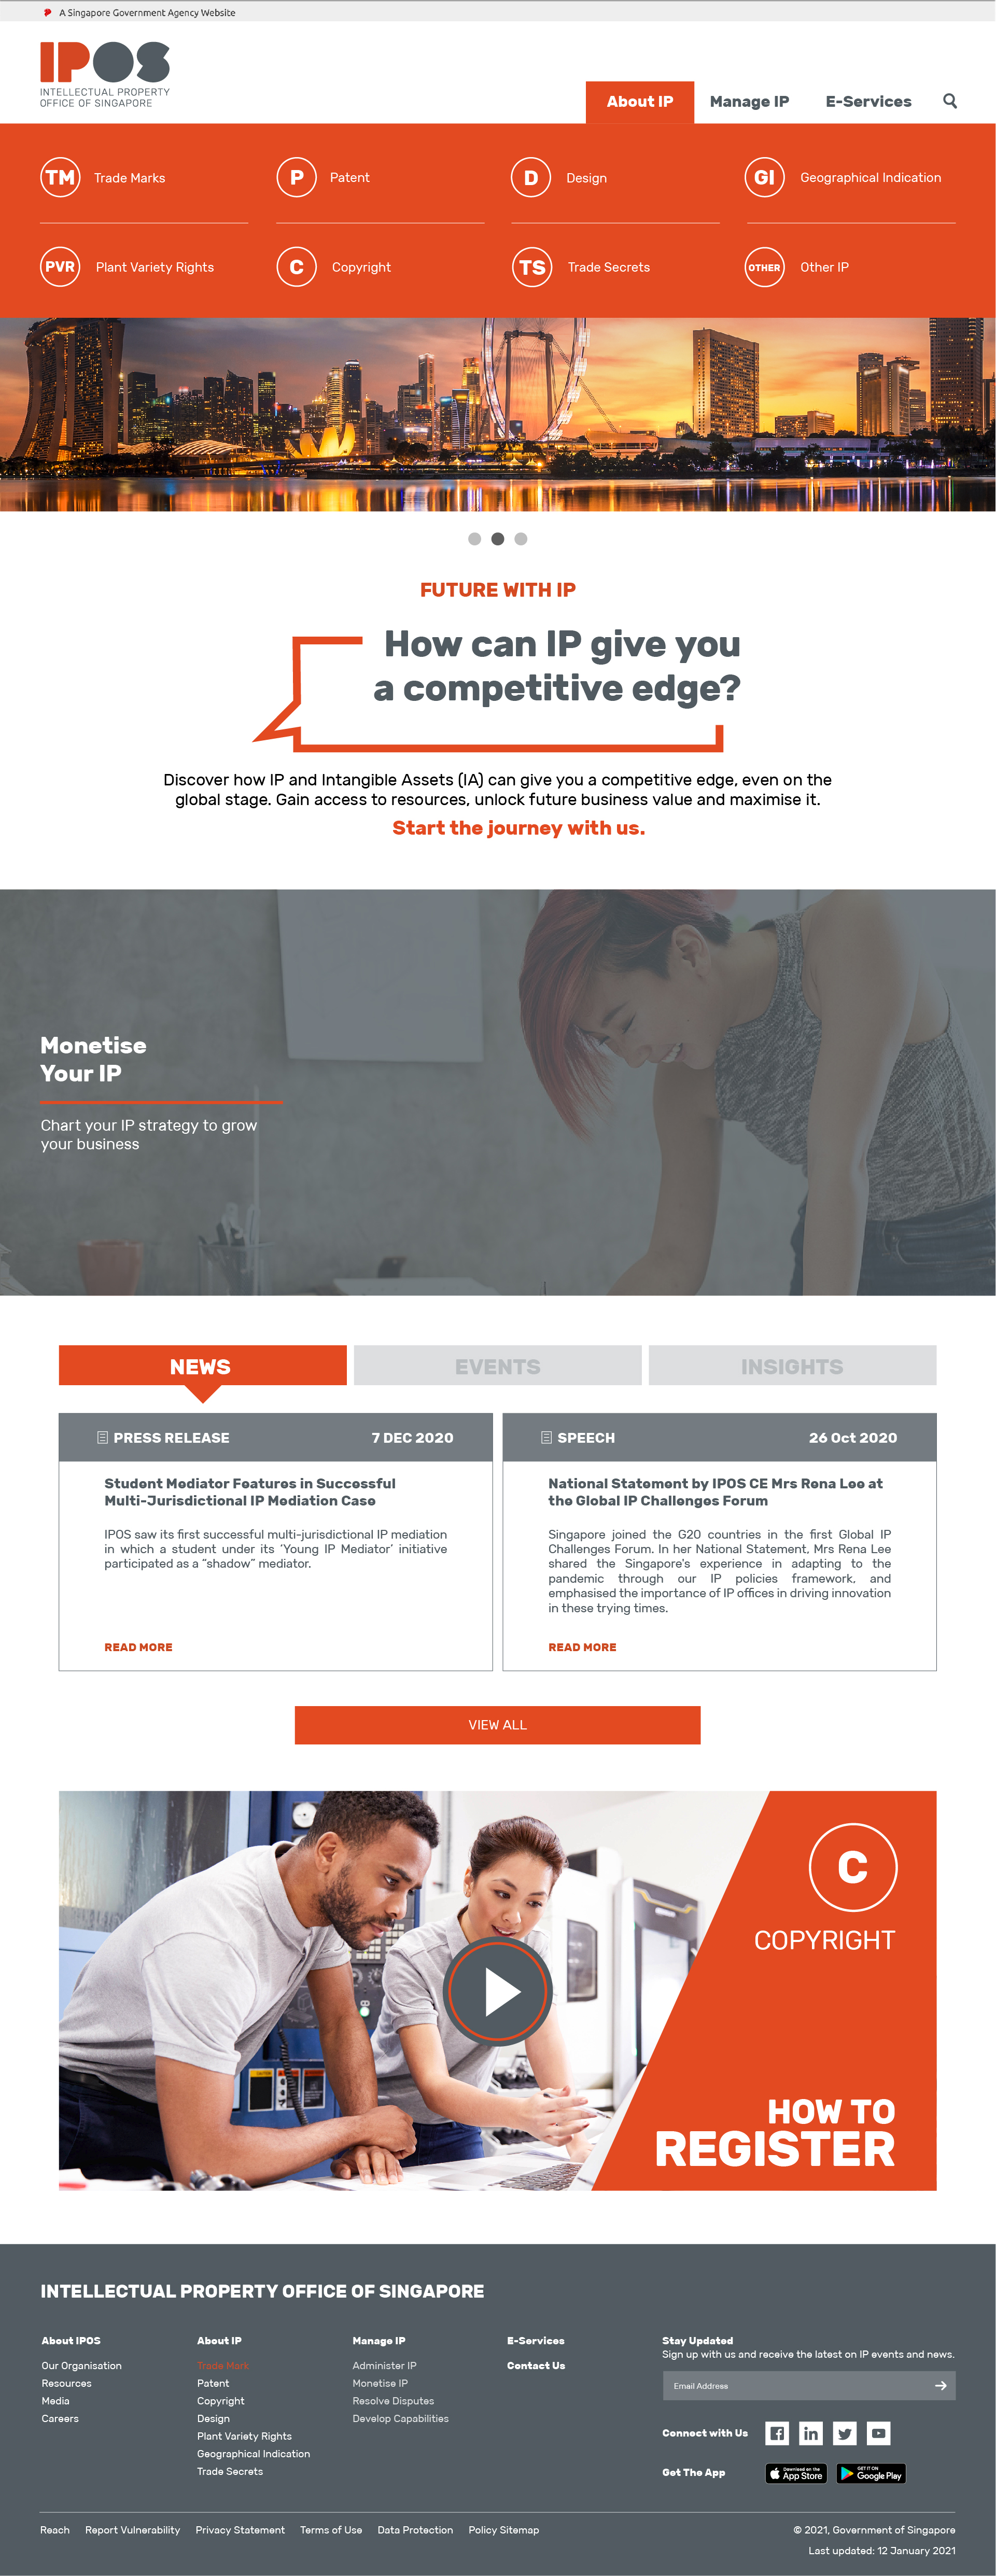 A Singapore Government Agency Website
IPOS
INTELLECTUAL PROPERTY
OFFICE OF SINGAPORE
About IP
Manage IP
E-Services
TM Trade Marks
P Patent
D Design
GI Geographical Indication
PVR Plant Variety Rights
C Copyright
TS Trade Secrets
OTHER Other IP
FUTURE WITH IP
How can IP give you
a competitive edge?
Discover how IP and Intangible Assets (IA) can give you a competitive edge, even on the
global stage. Gain access to resources, unlock future business value and maximise it.
Start the journey with us.
Monetise
Your IP
Chart your IP strategy to grow
your business
NEWS
EVENTS
INSIGHTS
PRESS RELEASE 7 DEC 2020
Student Mediator Features in Successful
Multi-Jurisdictional IP Mediation Case
IPOS saw its first successful multi-jurisdictional IP mediation
in which a student under its ‘Young IP Mediator’ initiative
participated as a “shadow” mediator.
READ MORE
SPEECH 26 Oct 2020
National Statement by IPOS CE Mrs Rena Lee at
the Global IP Challenges Forum
Singapore joined the G20 countries in the first Global IP
Challenges Forum. In her National Statement, Mrs Rena Lee
shared the Singapore's experience in adapting to the
pandemic through our IP policies framework, and
emphasised the importance of IP offices in driving innovation
in these trying times.
READ MORE
VIEW ALL
C
COPYRIGHT
HOW TO
REGISTER
INTELLECTUAL PROPERTY OFFICE OF SINGAPORE
About IPOS
Our Organisation
Resources
Media
Careers
About IP
Trade Mark
Patent
Copyright
Design
Plant Variety Rights
Geographical Indication
Trade Secrets
Manage IP
Administer IP
Monetise IP
Resolve Disputes
Develop Capabilities
E-Services
Contact Us
Stay Updated
Sign up with us and receive the latest on IP events and news.
Email Address
Connect with Us
Get The App
Download on the
App Store
GET IT ON
Google Play
Reach Report Vulnerability Privacy Statement Terms of Use Data Protection Policy Sitemap
© 2021, Government of Singapore
Last updated: 12 January 2021